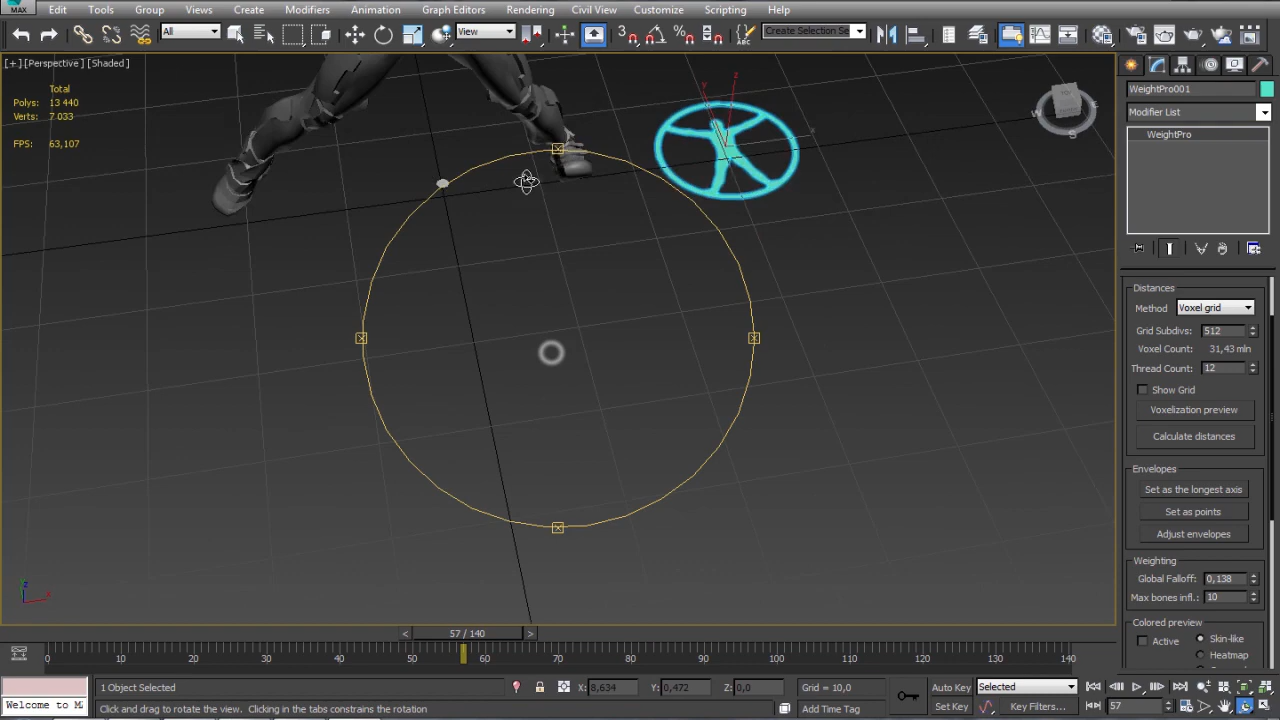 MAX Edit Tools Group Views Create Modifiers Animation Graph Editors Rendering Civil View Customize Scripting Help
All View Create Selection Se
[+] [Perspective] [Shaded]
Total
Polys: 13 440
Verts: 7 033
FPS: 63,107
y z x
W S
WeightPro001
Modifier List
WeightPro
Distances
Method Voxel grid
Grid Subdivs: 512
Voxel Count: 31,43 mln
Thread Count: 12
Show Grid
Voxelization preview
Calculate distances
Envelopes
Set as the longest axis
Set as points
Adjust envelopes
Weighting
Global Falloff: 0,138
Max bones infl.: 10
Colored preview
Active Skin-like
Heatmap
< 57 / 140 >
0 10 20 30 40 50 60 70 80 90 100 110 120 130 140
1 Object Selected X: 8,634 Y: 0,472 Z: 0,0 Grid = 10,0 Auto Key Selected
Welcome to M Click and drag to rotate the view. Clicking in the tabs constrains the rotation Add Time Tag Set Key Key Filters... 57